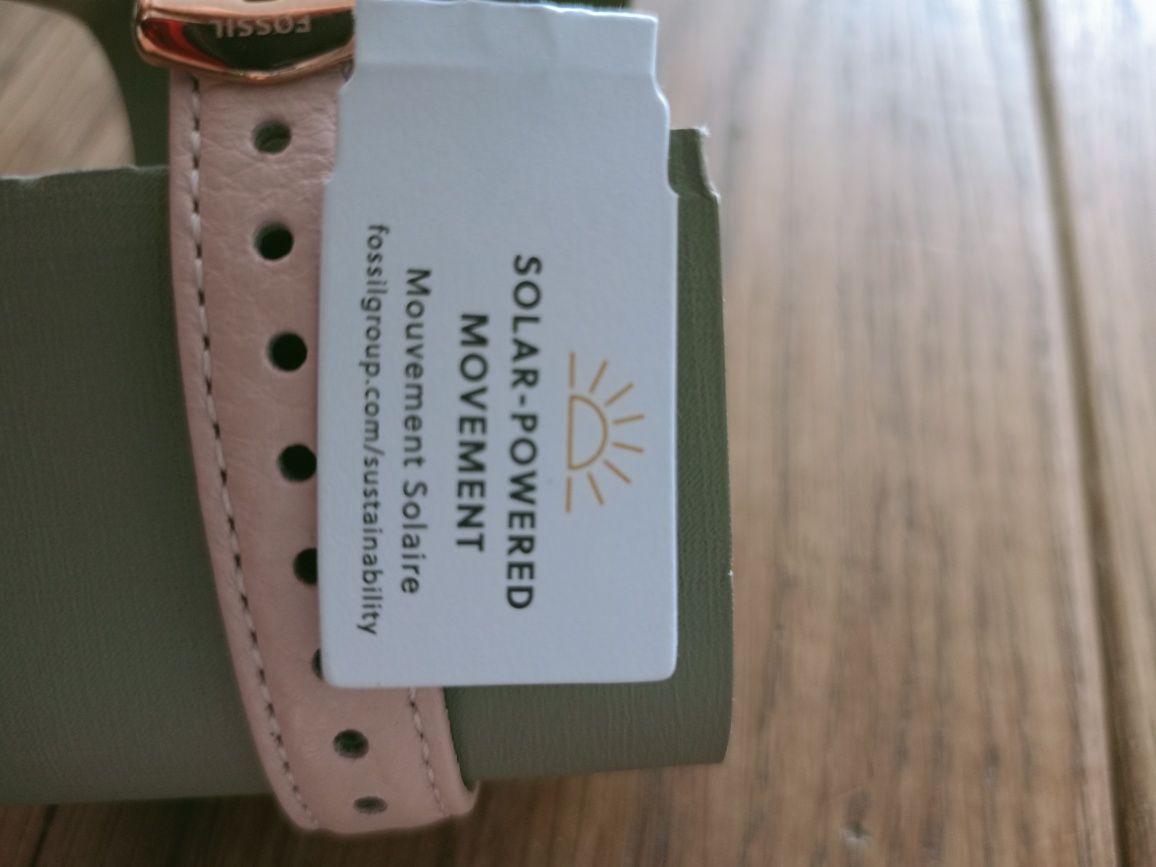 FOSSIL
SOLAR-POWERED
MOVEMENT
Mouvement Solaire
fossilgroup.com/sustainability